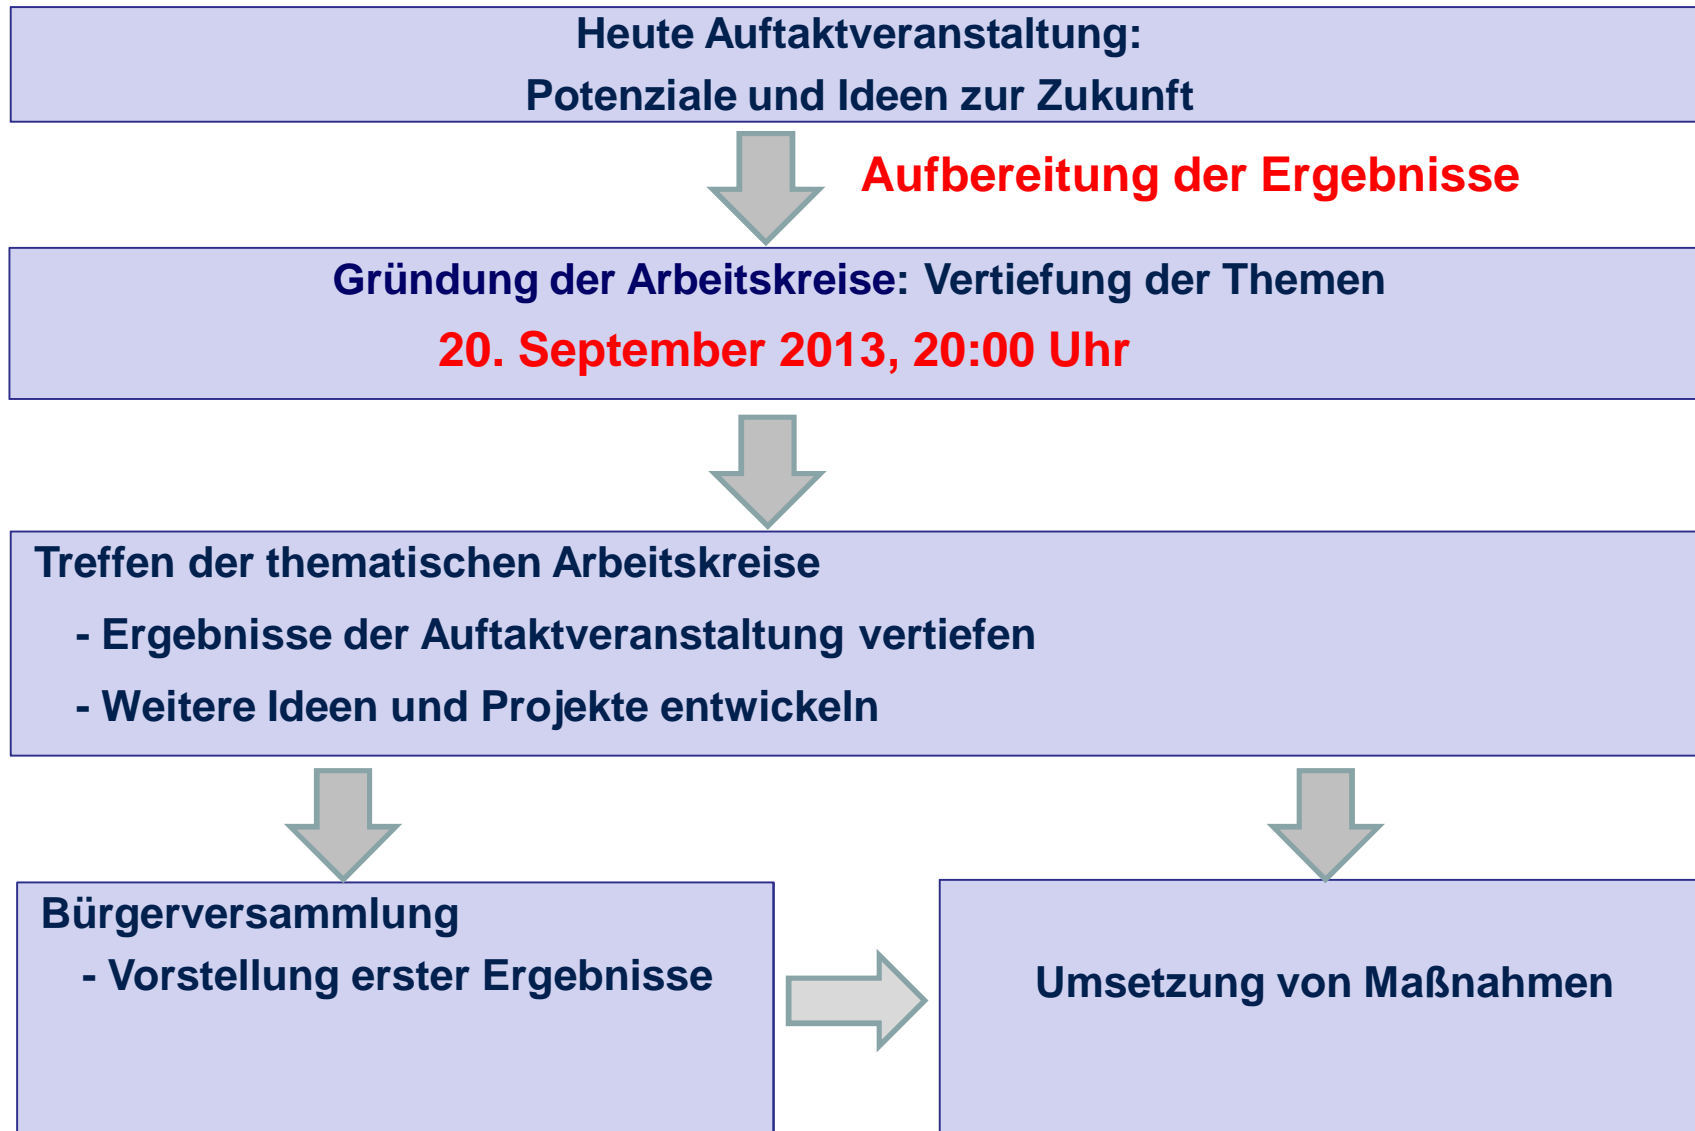 Heute Auftaktveranstaltung:
Potenziale und Ideen zur Zukunft
Aufbereitung der Ergebnisse
Gründung der Arbeitskreise: Vertiefung der Themen
20. September 2013, 20:00 Uhr
Treffen der thematischen Arbeitskreise
- Ergebnisse der Auftaktveranstaltung vertiefen
- Weitere Ideen und Projekte entwickeln
Bürgerversammlung
- Vorstellung erster Ergebnisse
Umsetzung von Maßnahmen